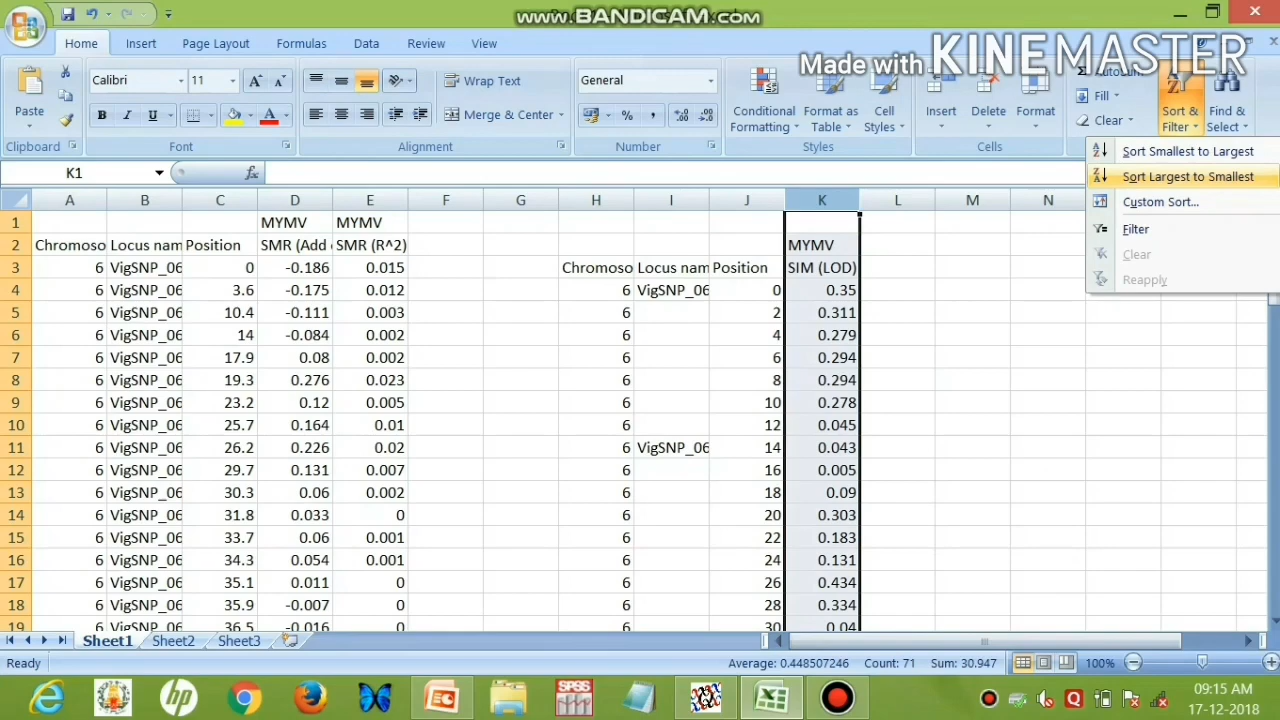 www.BANDICAM.com
Made with KINEMASTER
Home Insert Page Layout Formulas Data Review View
Calibri 11 Wrap Text General AutoSum
Paste B I U Merge & Center % , Conditional Formatting Format as Table Cell Styles Insert Delete Format Fill Clear Sort & Filter Find & Select
Clipboard Font Alignment Number Styles Cells
Sort Smallest to Largest
Sort Largest to Smallest
Custom Sort...
Filter
Clear
Reapply
K1 fx
A B C D E F G H I J K L M N
1 MYMV MYMV
2 Chromoso Locus nam Position SMR (Add SMR (R^2) MYMV
3 6 VigSNP_06 0 -0.186 0.015 Chromoso Locus nam Position SIM (LOD)
4 6 VigSNP_06 3.6 -0.175 0.012 6 VigSNP_06 0 0.35
5 6 VigSNP_06 10.4 -0.111 0.003 6 2 0.311
6 6 VigSNP_06 14 -0.084 0.002 6 4 0.279
7 6 VigSNP_06 17.9 0.08 0.002 6 6 0.294
8 6 VigSNP_06 19.3 0.276 0.023 6 8 0.294
9 6 VigSNP_06 23.2 0.12 0.005 6 10 0.278
10 6 VigSNP_06 25.7 0.164 0.01 6 12 0.045
11 6 VigSNP_06 26.2 0.226 0.02 6 VigSNP_06 14 0.043
12 6 VigSNP_06 29.7 0.131 0.007 6 16 0.005
13 6 VigSNP_06 30.3 0.06 0.002 6 18 0.09
14 6 VigSNP_06 31.8 0.033 0 6 20 0.303
15 6 VigSNP_06 33.7 0.06 0.001 6 22 0.183
16 6 VigSNP_06 34.3 0.054 0.001 6 24 0.131
17 6 VigSNP_06 35.1 0.011 0 6 26 0.434
18 6 VigSNP_06 35.9 -0.007 0 6 28 0.334
19 6 VigSNP_06 36.5 -0.016 0 6 30 0.04
Sheet1 Sheet2 Sheet3
Ready Average: 0.448507246 Count: 71 Sum: 30.947 100%
hp SPSS 09:15 AM
17-12-2018